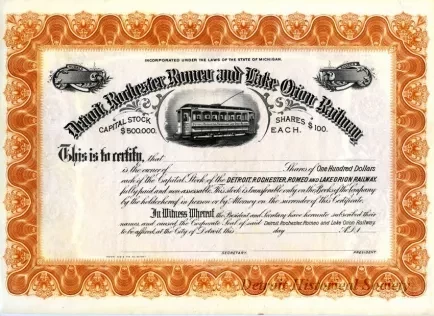 INCORPORATED UNDER THE LAWS OF THE STATE OF MICHIGAN.
Detroit, Rochester, Romeo and Lake Orion Railway.
CAPITAL STOCK $500,000.
SHARES $100. EACH.
This is to certify, that
is the owner of Shares of One Hundred Dollars
each of the Capital Stock of the DETROIT, ROCHESTER, ROMEO AND LAKE ORION RAILWAY
fully paid and non-assessable. This stock is transferable only on the Books of the Company
by the holder hereof in person or by Attorney on the surrender of this Certificate.
In Witness Whereof, the President and Secretary have hereunto subscribed their
names and caused the Corporate Seal of said Detroit, Rochester, Romeo and Lake Orion Railway
to be affixed at the City of Detroit, this day A.D. 1
SECRETARY.
PRESIDENT.
Detroit Historical Society